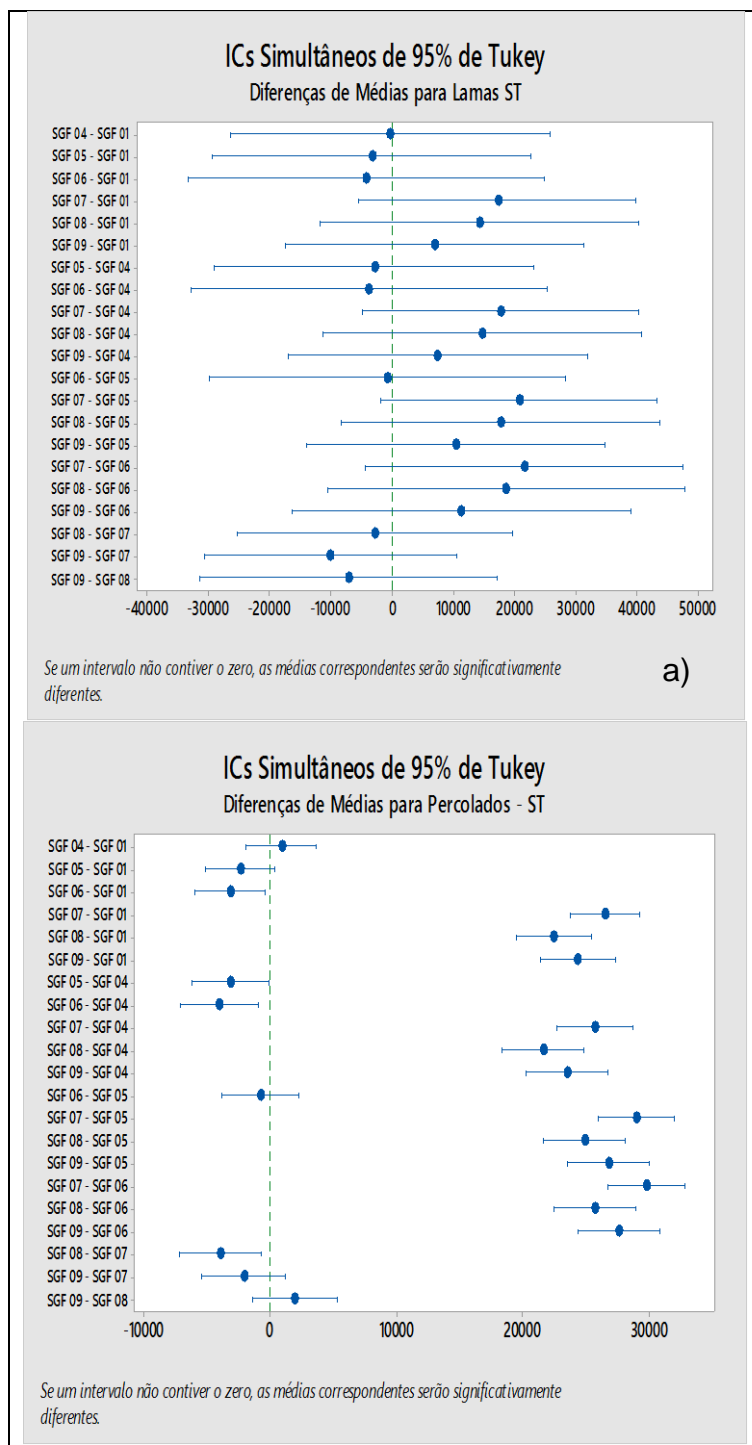 ICs Simultâneos de 95% de Tukey
Diferenças de Médias para Lamas ST
SGF 04 - SGF 01
SGF 05 - SGF 01
SGF 06 - SGF 01
SGF 07 - SGF 01
SGF 08 - SGF 01
SGF 09 - SGF 01
SGF 05 - SGF 04
SGF 06 - SGF 04
SGF 07 - SGF 04
SGF 08 - SGF 04
SGF 09 - SGF 04
SGF 06 - SGF 05
SGF 07 - SGF 05
SGF 08 - SGF 05
SGF 09 - SGF 05
SGF 07 - SGF 06
SGF 08 - SGF 06
SGF 09 - SGF 06
SGF 08 - SGF 07
SGF 09 - SGF 07
SGF 09 - SGF 08
-40000 -30000 -20000 -10000 0 10000 20000 30000 40000 50000
Se um intervalo não contiver o zero, as médias correspondentes serão significativamente
diferentes.
a)
ICs Simultâneos de 95% de Tukey
Diferenças de Médias para Percolados - ST
SGF 04 - SGF 01
SGF 05 - SGF 01
SGF 06 - SGF 01
SGF 07 - SGF 01
SGF 08 - SGF 01
SGF 09 - SGF 01
SGF 05 - SGF 04
SGF 06 - SGF 04
SGF 07 - SGF 04
SGF 08 - SGF 04
SGF 09 - SGF 04
SGF 06 - SGF 05
SGF 07 - SGF 05
SGF 08 - SGF 05
SGF 09 - SGF 05
SGF 07 - SGF 06
SGF 08 - SGF 06
SGF 09 - SGF 06
SGF 08 - SGF 07
SGF 09 - SGF 07
SGF 09 - SGF 08
-10000 0 10000 20000 30000
Se um intervalo não contiver o zero, as médias correspondentes serão significativamente
diferentes.